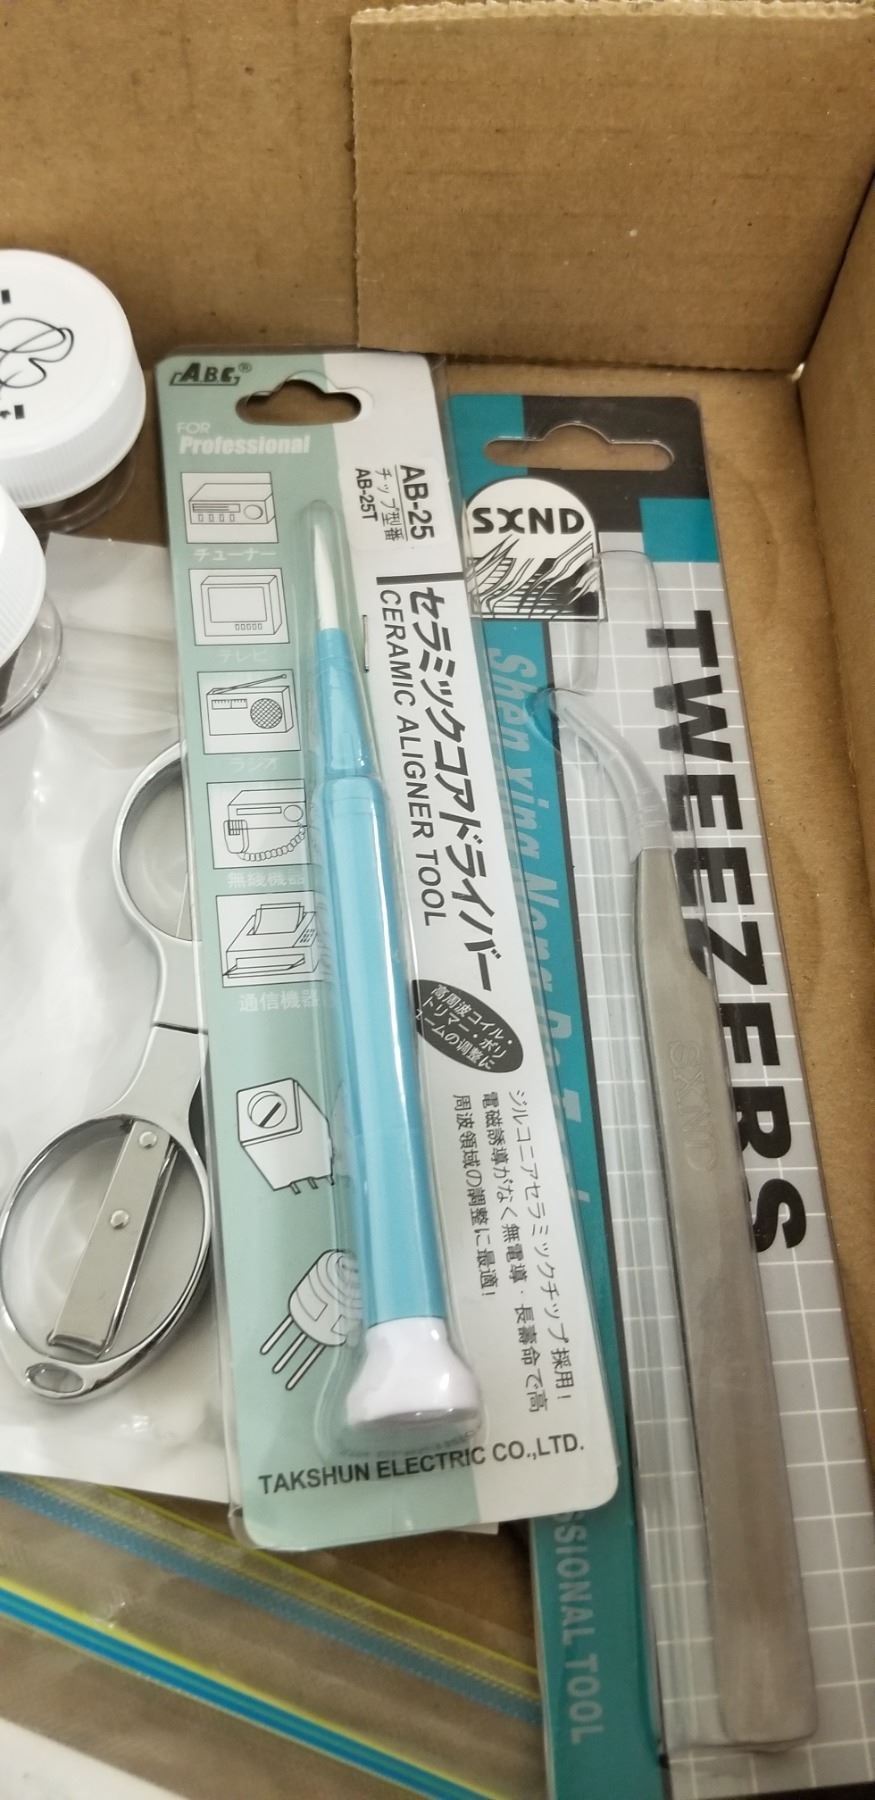 ABC®
FOR
Professional
チューナー
テレビ
ラジオ
無線機器
通信機器
AB-25
チップ型番
AB-25T
セラミックコアドライバー
CERAMIC ALIGNER TOOL
高周波コイル・
トリマー・ボリ
ュームの調整に
ジルコニアセラミックチップ採用!
電磁誘導がなく無電導・長寿命で高
周波領域の調整に最適!
TAKSHUN ELECTRIC CO.,LTD.
SXND
TWEEZERS
Shen xing Nong
SSIONAL TOOL
SXND